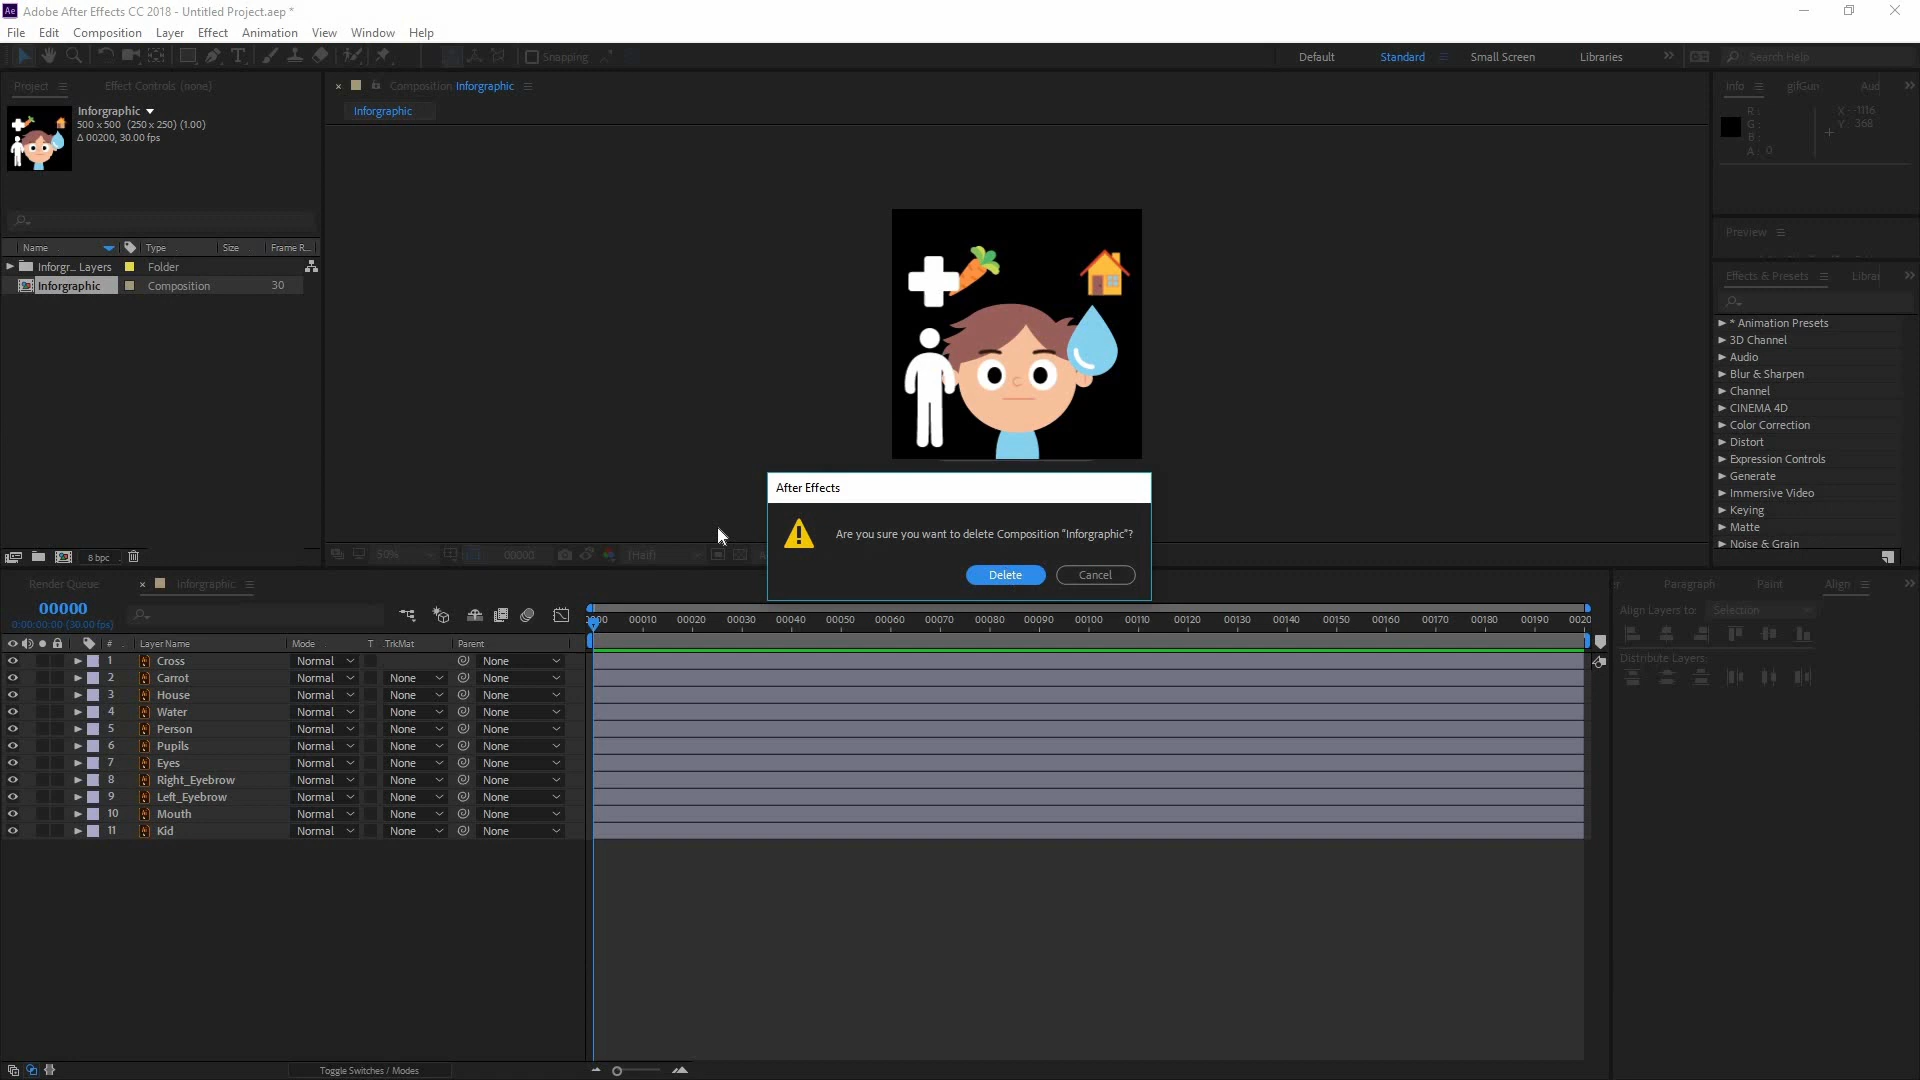 Ae Adobe After Effects CC 2018 - Untitled Project.aep *
File Edit Composition Layer Effect Animation View Window Help
Snapping Default Standard Small Screen Libraries Search Help
Project Effect Controls (none)
Inforgraphic
500 x 500 (250 x 250) (1.00)
Δ 00200, 30.00 fps
Name Type Size Frame R...
Inforgr... Layers Folder
Inforgraphic Composition 30
8 bpc
Composition Inforgraphic
Inforgraphic
50% 00000 (Half)
After Effects
Are you sure you want to delete Composition "Inforgraphic"?
Delete Cancel
Info gifGun Aud
R:
G:
B:
A: 0
X: -1116
Y: 368
Preview
Effects & Presets Librar
* Animation Presets
3D Channel
Audio
Blur & Sharpen
Channel
CINEMA 4D
Color Correction
Distort
Expression Controls
Generate
Immersive Video
Keying
Matte
Noise & Grain
Render Queue Inforgraphic
00000
0:00:00:00 (30.00 fps)
# Layer Name Mode T .TrkMat Parent
1 Cross Normal None
2 Carrot Normal None None
3 House Normal None None
4 Water Normal None None
5 Person Normal None None
6 Pupils Normal None None
7 Eyes Normal None None
8 Right_Eyebrow Normal None None
9 Left_Eyebrow Normal None None
10 Mouth Normal None None
11 Kid Normal None None
Toggle Switches / Modes
0000 00010 00020 00030 00040 00050 00060 00070 00080 00090 00100 00110 00120 00130 00140 00150 00160 00170 00180 00190 0020
Paragraph Paint Align
Align Layers to: Selection
Distribute Layers: